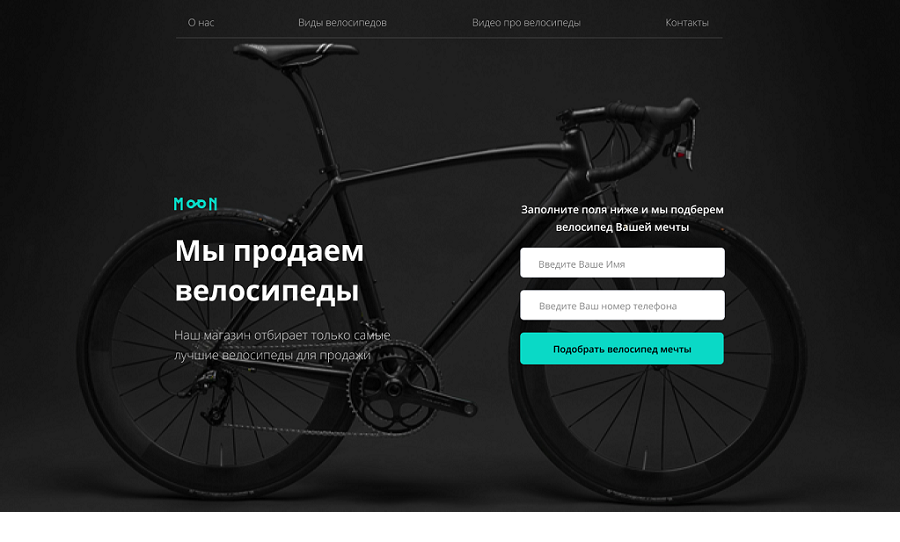 О нас
Виды велосипедов
Видео про велосипеды
Контакты
MOON
Мы продаем
велосипеды
Наш магазин отбирает только самые
лучшие велосипеды для продажи
Заполните поля ниже и мы подберем
велосипед Вашей мечты
Введите Ваше Имя
Введите Ваш номер телефона
Подобрать велосипед мечты